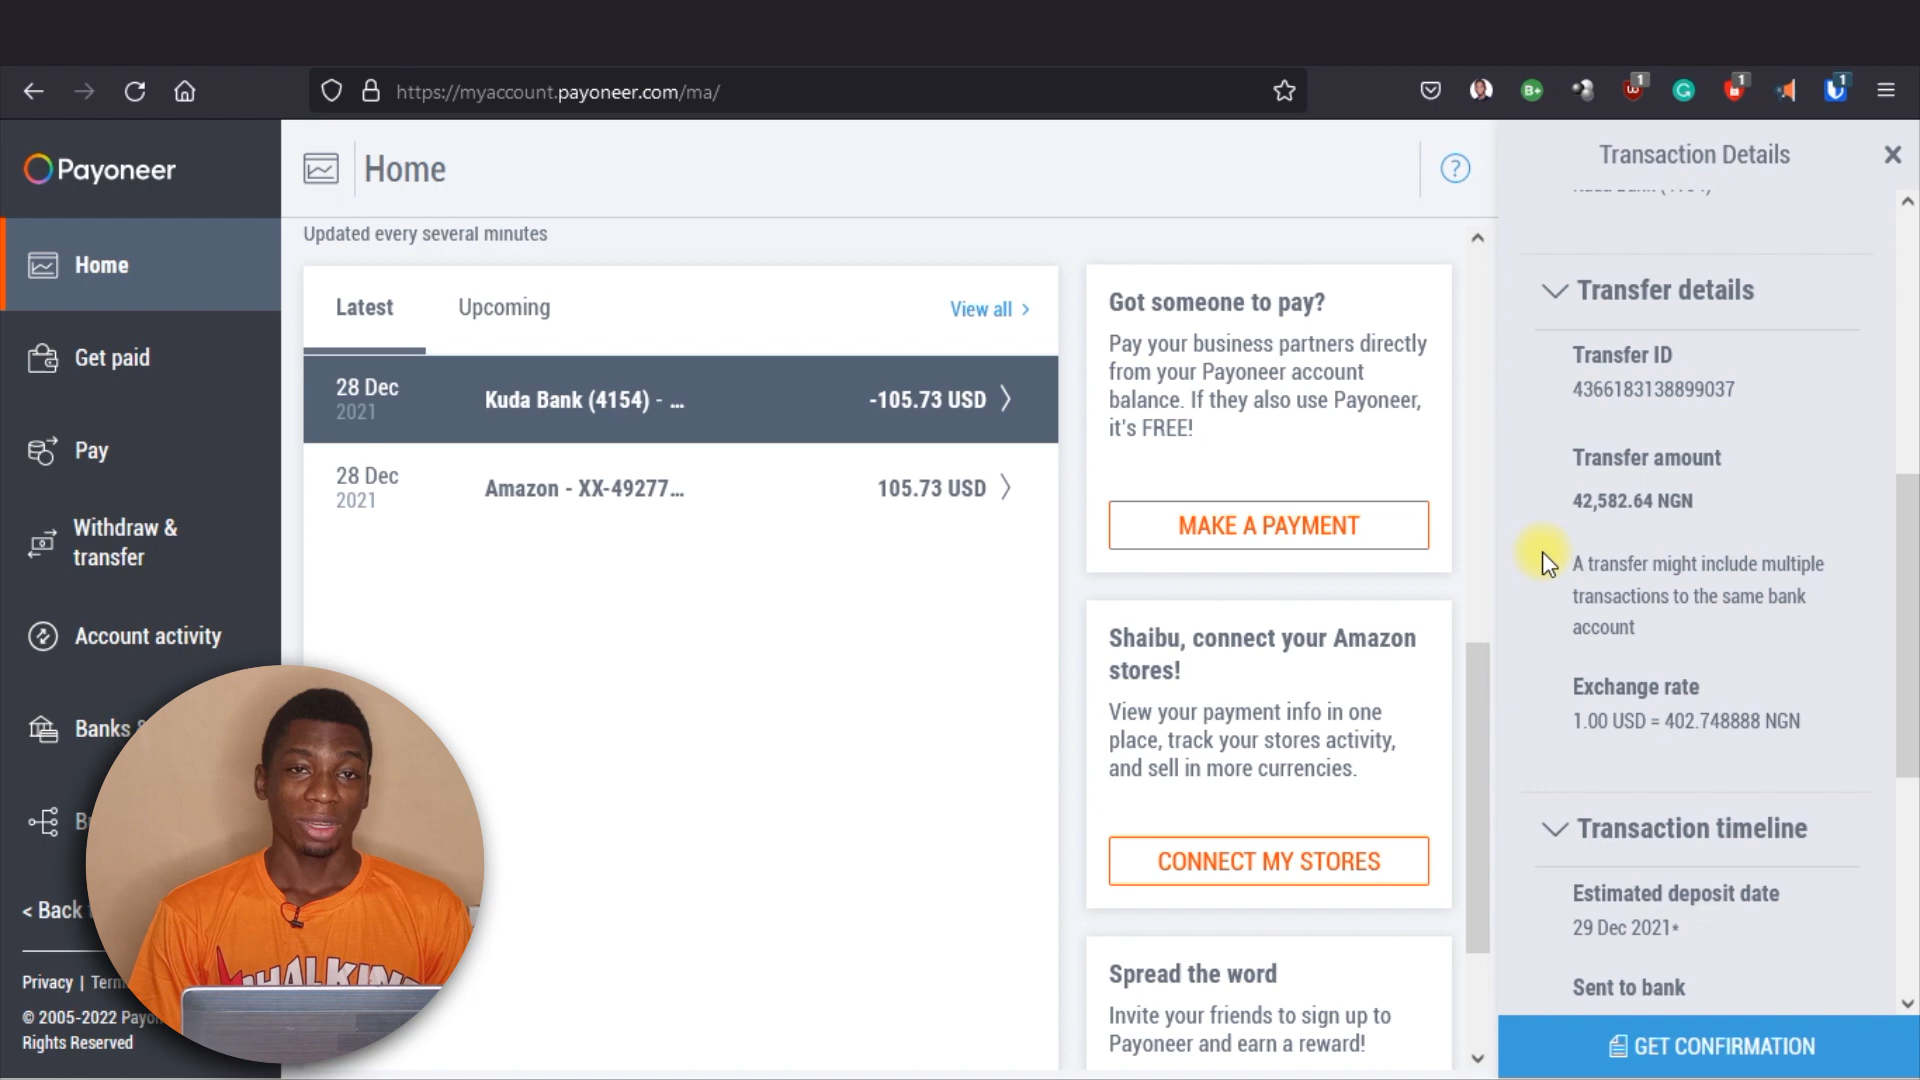 https://myaccount.payoneer.com/ma/
1
1
1
Payoneer
Home
Get paid
Pay
Withdraw &
transfer
Account activity
Banks
< Back
Privacy |
© 2005-2022
Rights Reserved
HALKIN
Home
Updated every several minutes
Latest
Upcoming
View all >
28 Dec
2021
Kuda Bank (4154) - ...
-105.73 USD
28 Dec
2021
Amazon - XX-49277...
105.73 USD
Got someone to pay?
Pay your business partners directly
from your Payoneer account
balance. If they also use Payoneer,
it's FREE!
MAKE A PAYMENT
Shaibu, connect your Amazon
stores!
View your payment info in one
place, track your stores activity,
and sell in more currencies.
CONNECT MY STORES
Spread the word
Invite your friends to sign up to
Payoneer and earn a reward!
Transaction Details
Transfer details
Transfer ID
4366183138899037
Transfer amount
42,582.64 NGN
A transfer might include multiple
transactions to the same bank
account
Exchange rate
1.00 USD = 402.748888 NGN
Transaction timeline
Estimated deposit date
29 Dec 2021*
Sent to bank
GET CONFIRMATION